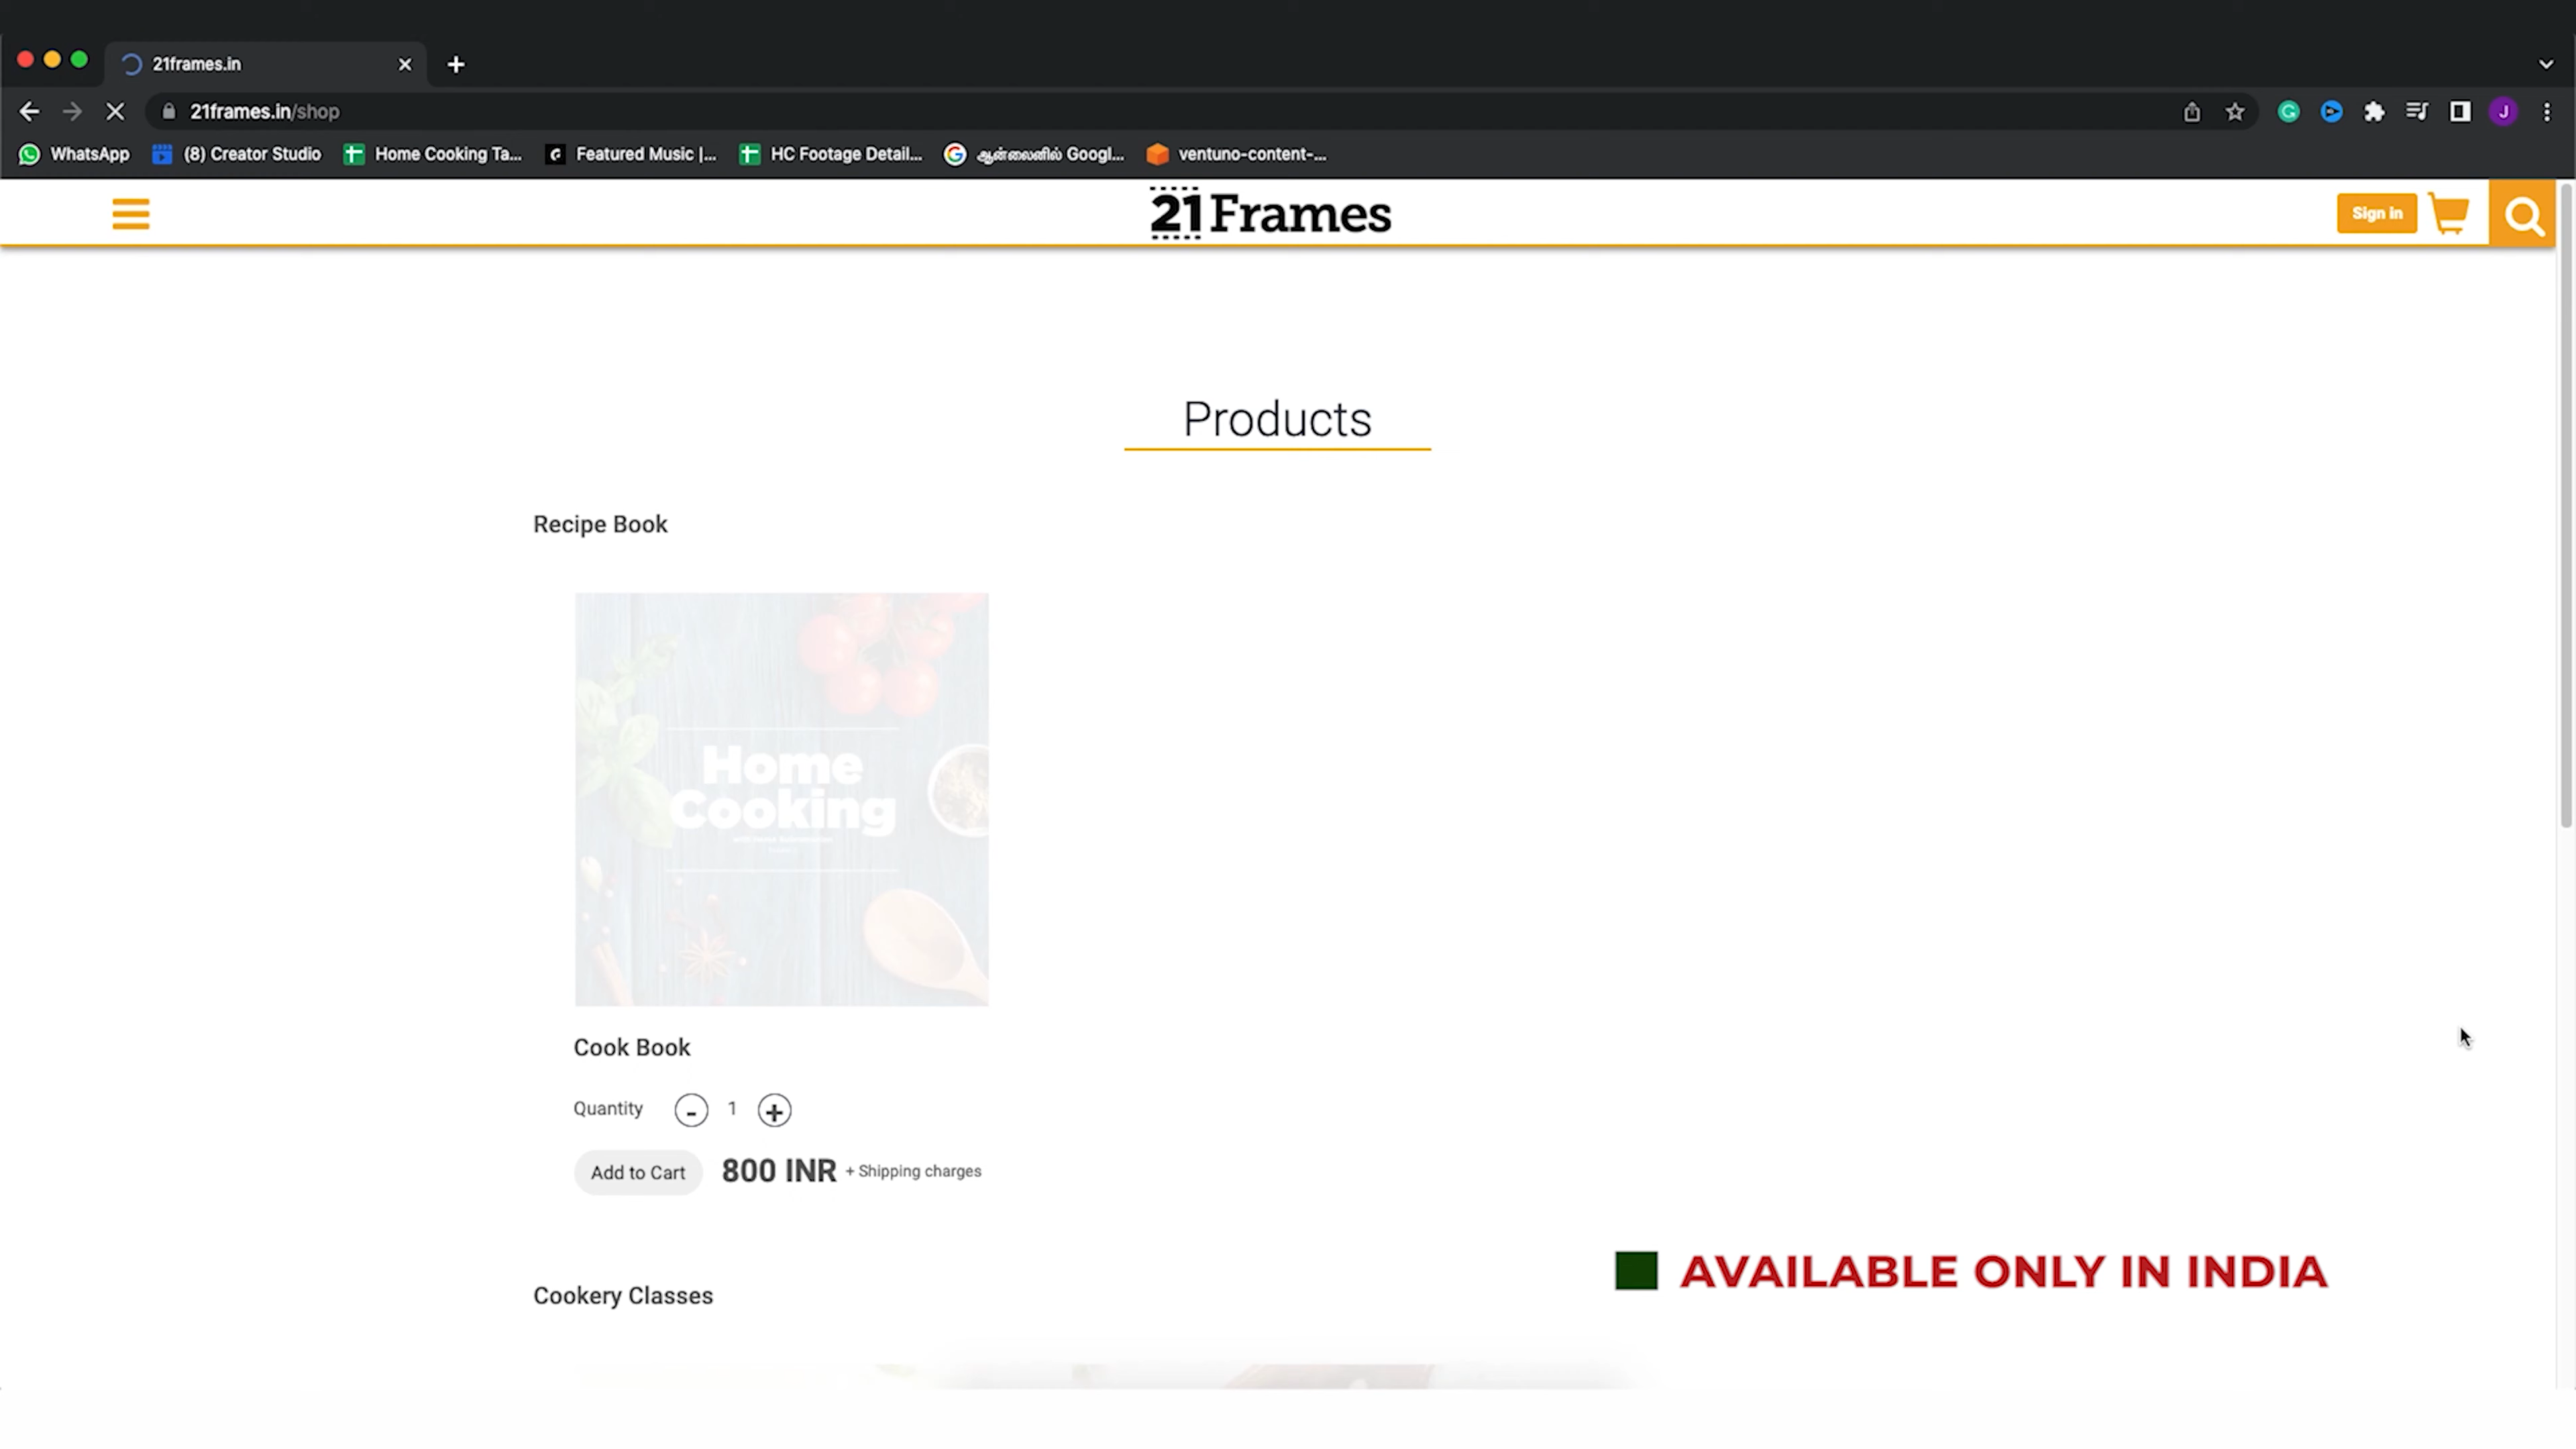 21frames.in
21frames.in/shop
WhatsApp
(8) Creator Studio
Home Cooking Ta...
Featured Music |...
HC Footage Detail...
ஆன்லைனில் Googl...
ventuno-content-...
21Frames
Sign in
Products
Recipe Book
Home
Cooking
Cook Book
Quantity - 1 +
Add to Cart 800 INR + Shipping charges
AVAILABLE ONLY IN INDIA
Cookery Classes